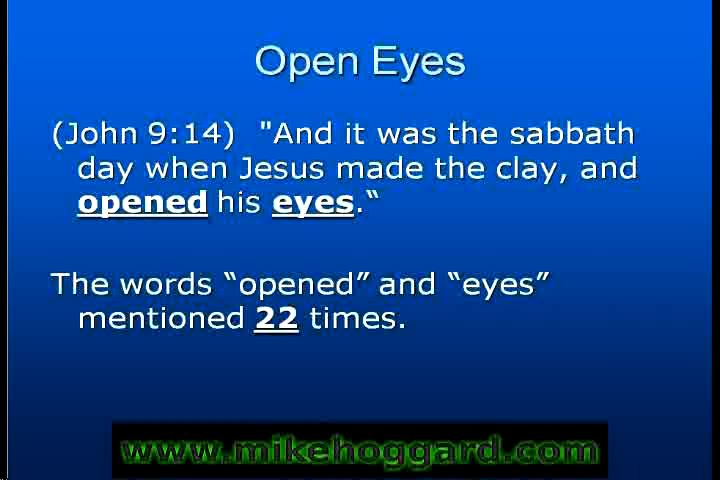 Open Eyes
(John 9:14)  "And it was the sabbath
day when Jesus made the clay, and
opened his eyes.“
The words “opened” and “eyes”
mentioned 22 times.
www.mikehoggard.com